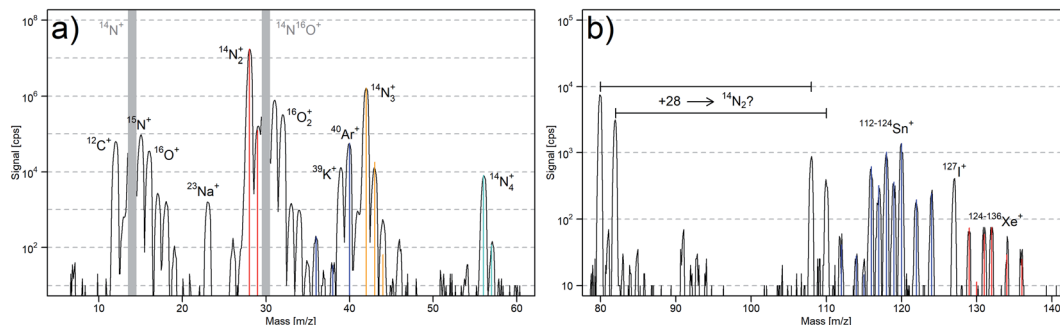 a)
¹⁴N⁺
¹⁴N¹⁶O⁺
¹⁴N₂⁺
¹⁴N₃⁺
¹⁵N⁺
¹⁶O₂⁺
¹²C⁺
¹⁶O⁺
⁴⁰Ar⁺
³⁹K⁺
²³Na⁺
¹⁴N₄⁺
Signal [cps]
10⁸
10⁶
10⁴
10²
10 20 30 40 50 60
Mass [m/z]
b)
+28 → ¹⁴N₂?
¹¹²⁻¹²⁴Sn⁺
¹²⁷I⁺
¹²⁴⁻¹³⁶Xe⁺
Signal [cps]
10⁵
10⁴
10³
10²
10
80 90 100 110 120 130 140
Mass [m/z]